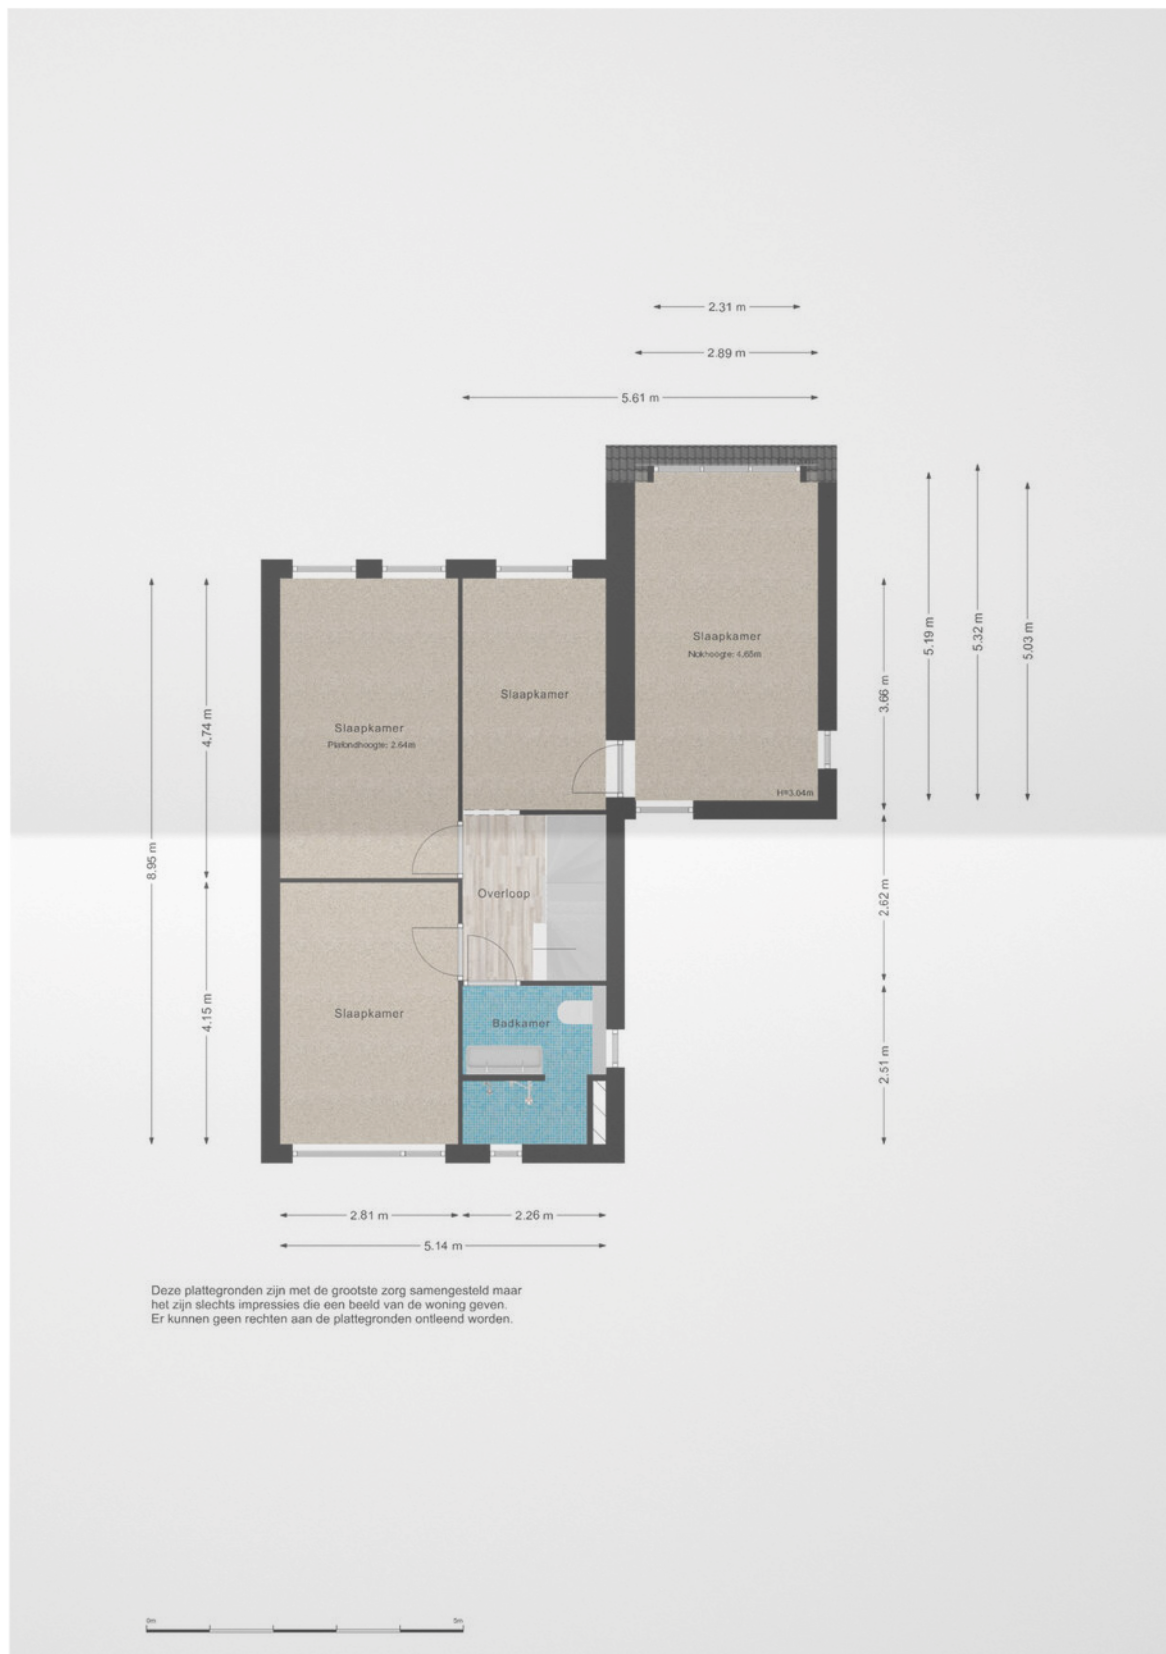 2.31 m
2.89 m
5.61 m
Slaapkamer
Nokhoogte: 4.65m
H=3.04m
5.19 m
5.32 m
5.03 m
3.66 m
Slaapkamer
Slaapkamer
Plafondhoogte: 2.64m
4.74 m
8.95 m
2.62 m
Overloop
Slaapkamer
4.15 m
Badkamer
2.51 m
2.81 m
2.26 m
5.14 m
Deze plattegronden zijn met de grootste zorg samengesteld maar
het zijn slechts impressies die een beeld van de woning geven.
Er kunnen geen rechten aan de plattegronden ontleend worden.
0m
5m